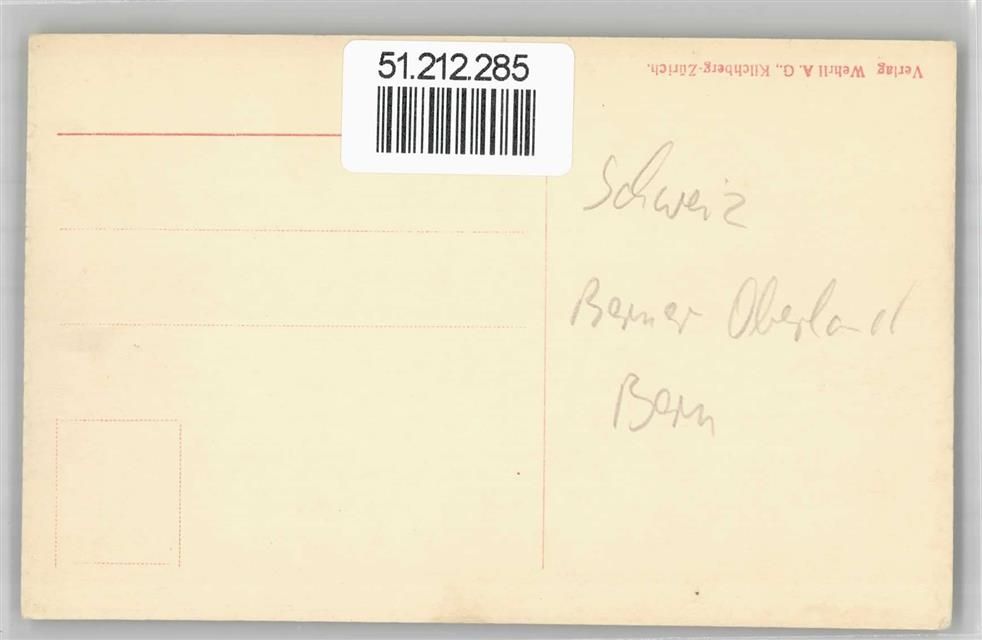 51.212.285
Verlag Wehrli A. G., Kilchberg-Zürich.
Schweiz
Berner Oberland
Bern